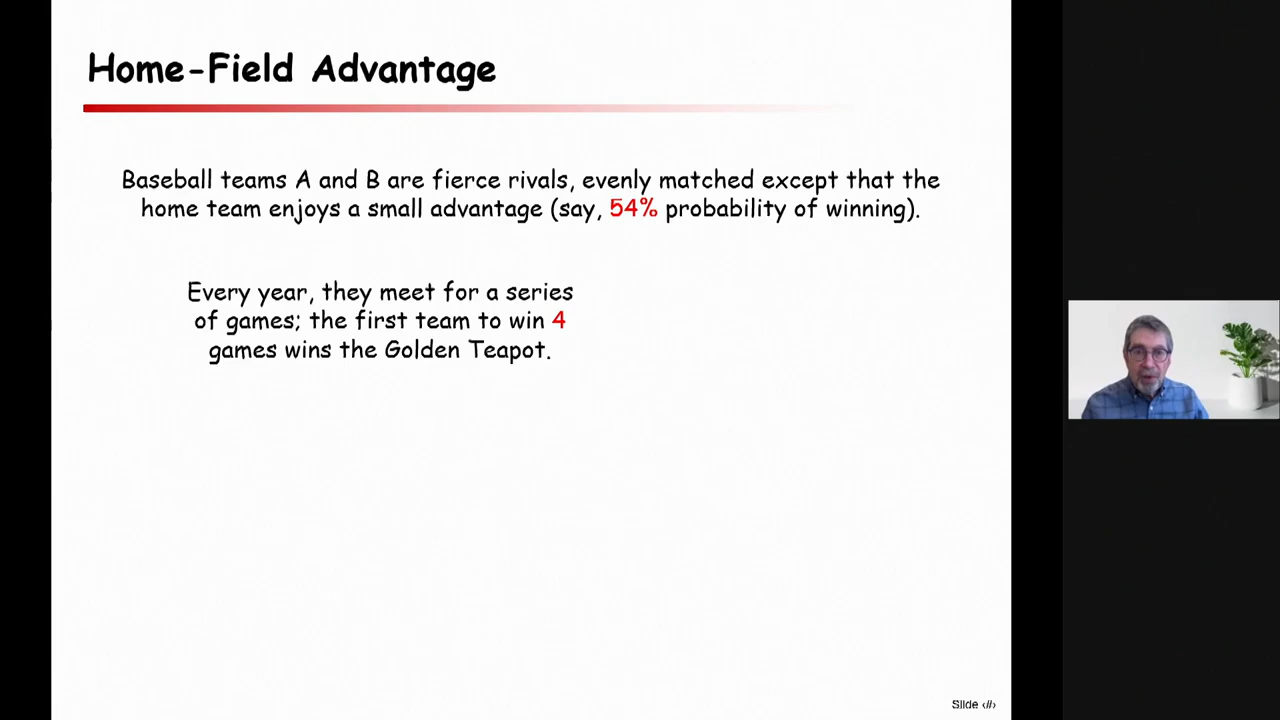 Home-Field Advantage
Baseball teams A and B are fierce rivals, evenly matched except that the
home team enjoys a small advantage (say, 54% probability of winning).
Every year, they meet for a series
of games; the first team to win 4
games wins the Golden Teapot.
Slide ‹#›